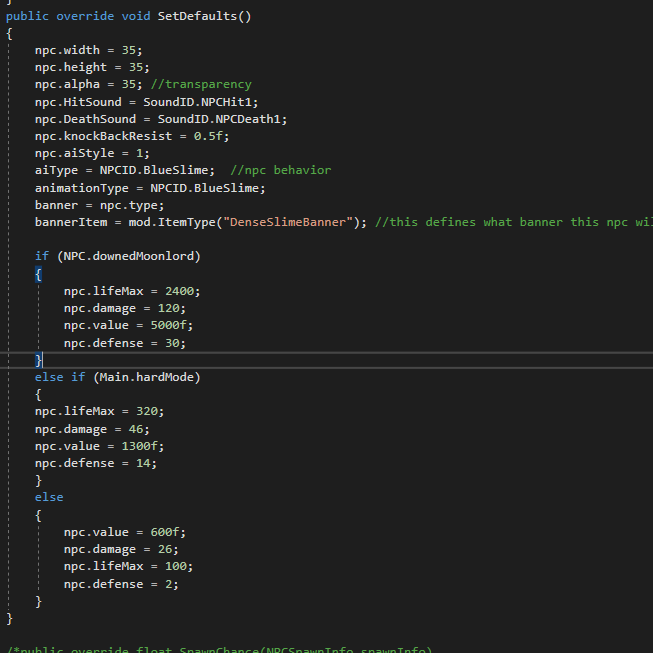 }
public override void SetDefaults()
{
npc.width = 35;
npc.height = 35;
npc.alpha = 35; //transparency
npc.HitSound = SoundID.NPCHit1;
npc.DeathSound = SoundID.NPCDeath1;
npc.knockBackResist = 0.5f;
npc.aiStyle = 1;
aiType = NPCID.BlueSlime;  //npc behavior
animationType = NPCID.BlueSlime;
banner = npc.type;
bannerItem = mod.ItemType("DenseSlimeBanner"); //this defines what banner this npc wil
if (NPC.downedMoonlord)
{
npc.lifeMax = 2400;
npc.damage = 120;
npc.value = 5000f;
npc.defense = 30;
}
else if (Main.hardMode)
{
npc.lifeMax = 320;
npc.damage = 46;
npc.value = 1300f;
npc.defense = 14;
}
else
{
npc.value = 600f;
npc.damage = 26;
npc.lifeMax = 100;
npc.defense = 2;
}
}
/*public override float SpawnChance(NPCSpawnInfo spawnInfo)